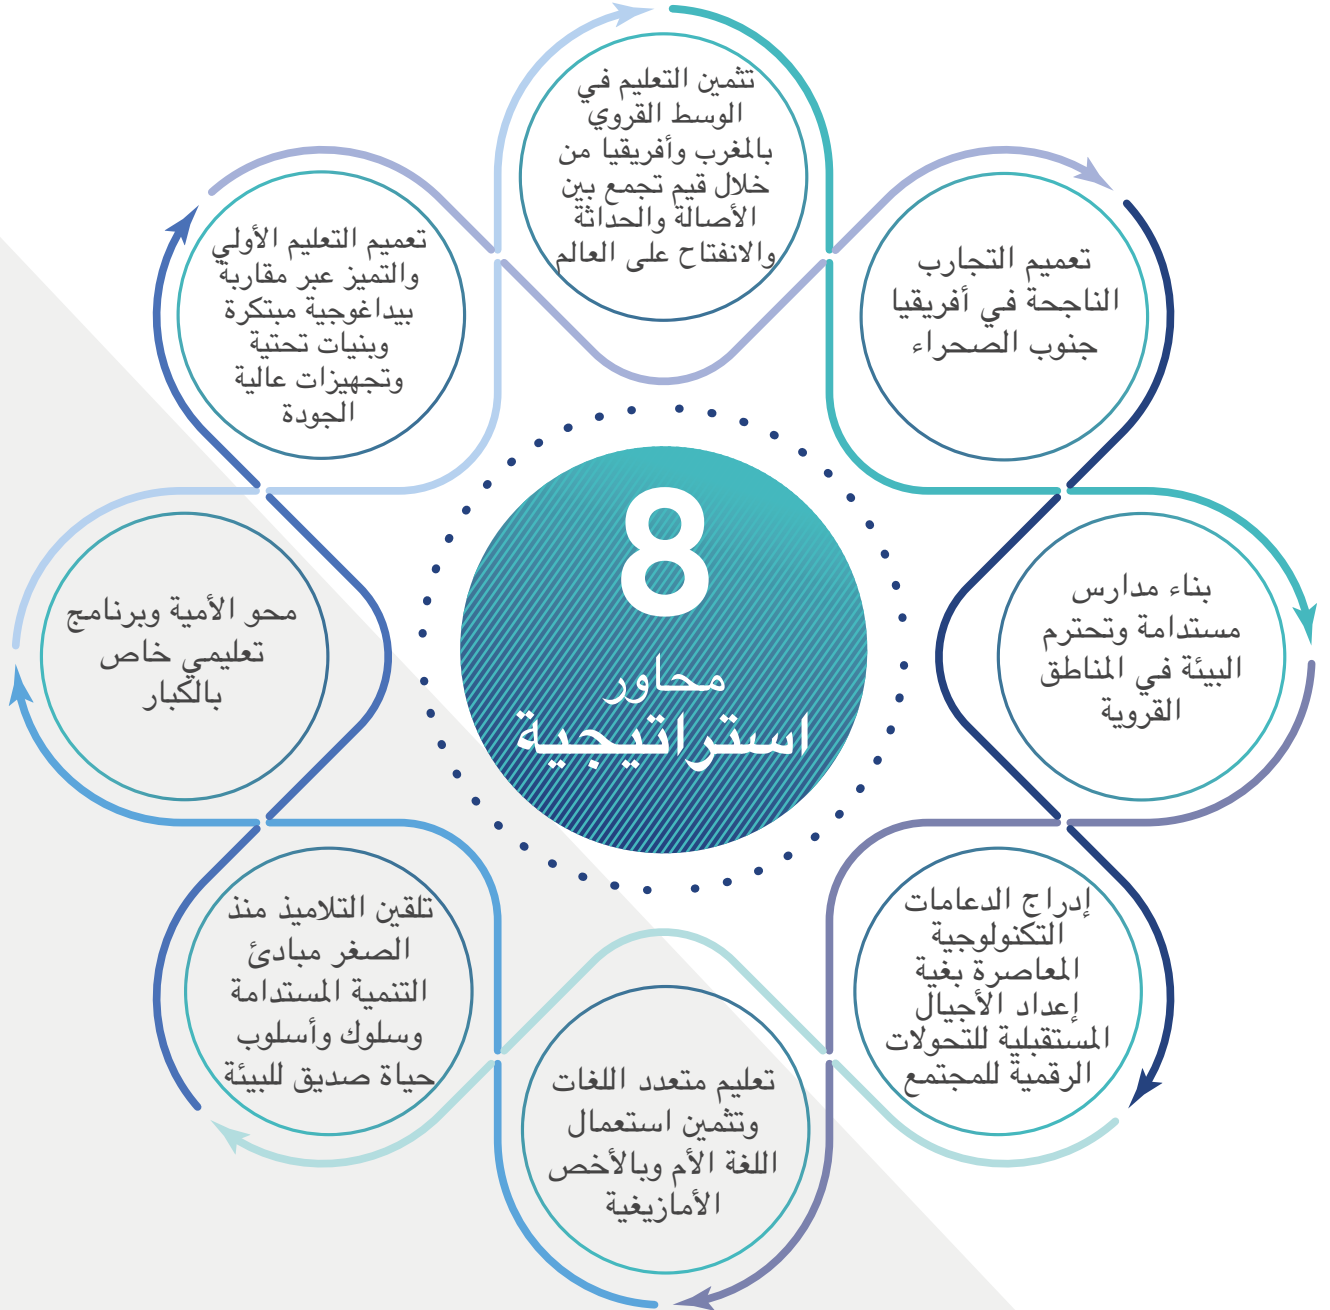 تثمين التعليم في
الوسط القروي
بالمغرب وأفريقيا من
خلال قيم تجمع بين
الأصالة والحداثة
والانفتاح على العالم
تعميم التجارب
الناجحة في أفريقيا
جنوب الصحراء
بناء مدارس
مستدامة وتحترم
البيئة في المناطق
القروية
إدراج الدعامات
التكنولوجية
المعاصرة بغية
إعداد الأجيال
المستقبلية للتحولات
الرقمية للمجتمع
تعليم متعدد اللغات
وتثمين استعمال
اللغة الأم وبالأخص
الأمازيغية
تلقين التلاميذ منذ
الصغر مبادئ
التنمية المستدامة
وسلوك وأسلوب
حياة صديق للبيئة
محو الأمية وبرنامج
تعليمي خاص
بالكبار
تعميم التعليم الأولي
والتميز عبر مقاربة
بيداغوجية مبتكرة
وبنيات تحتية
وتجهيزات عالية
الجودة
8
محاور
استراتيجية